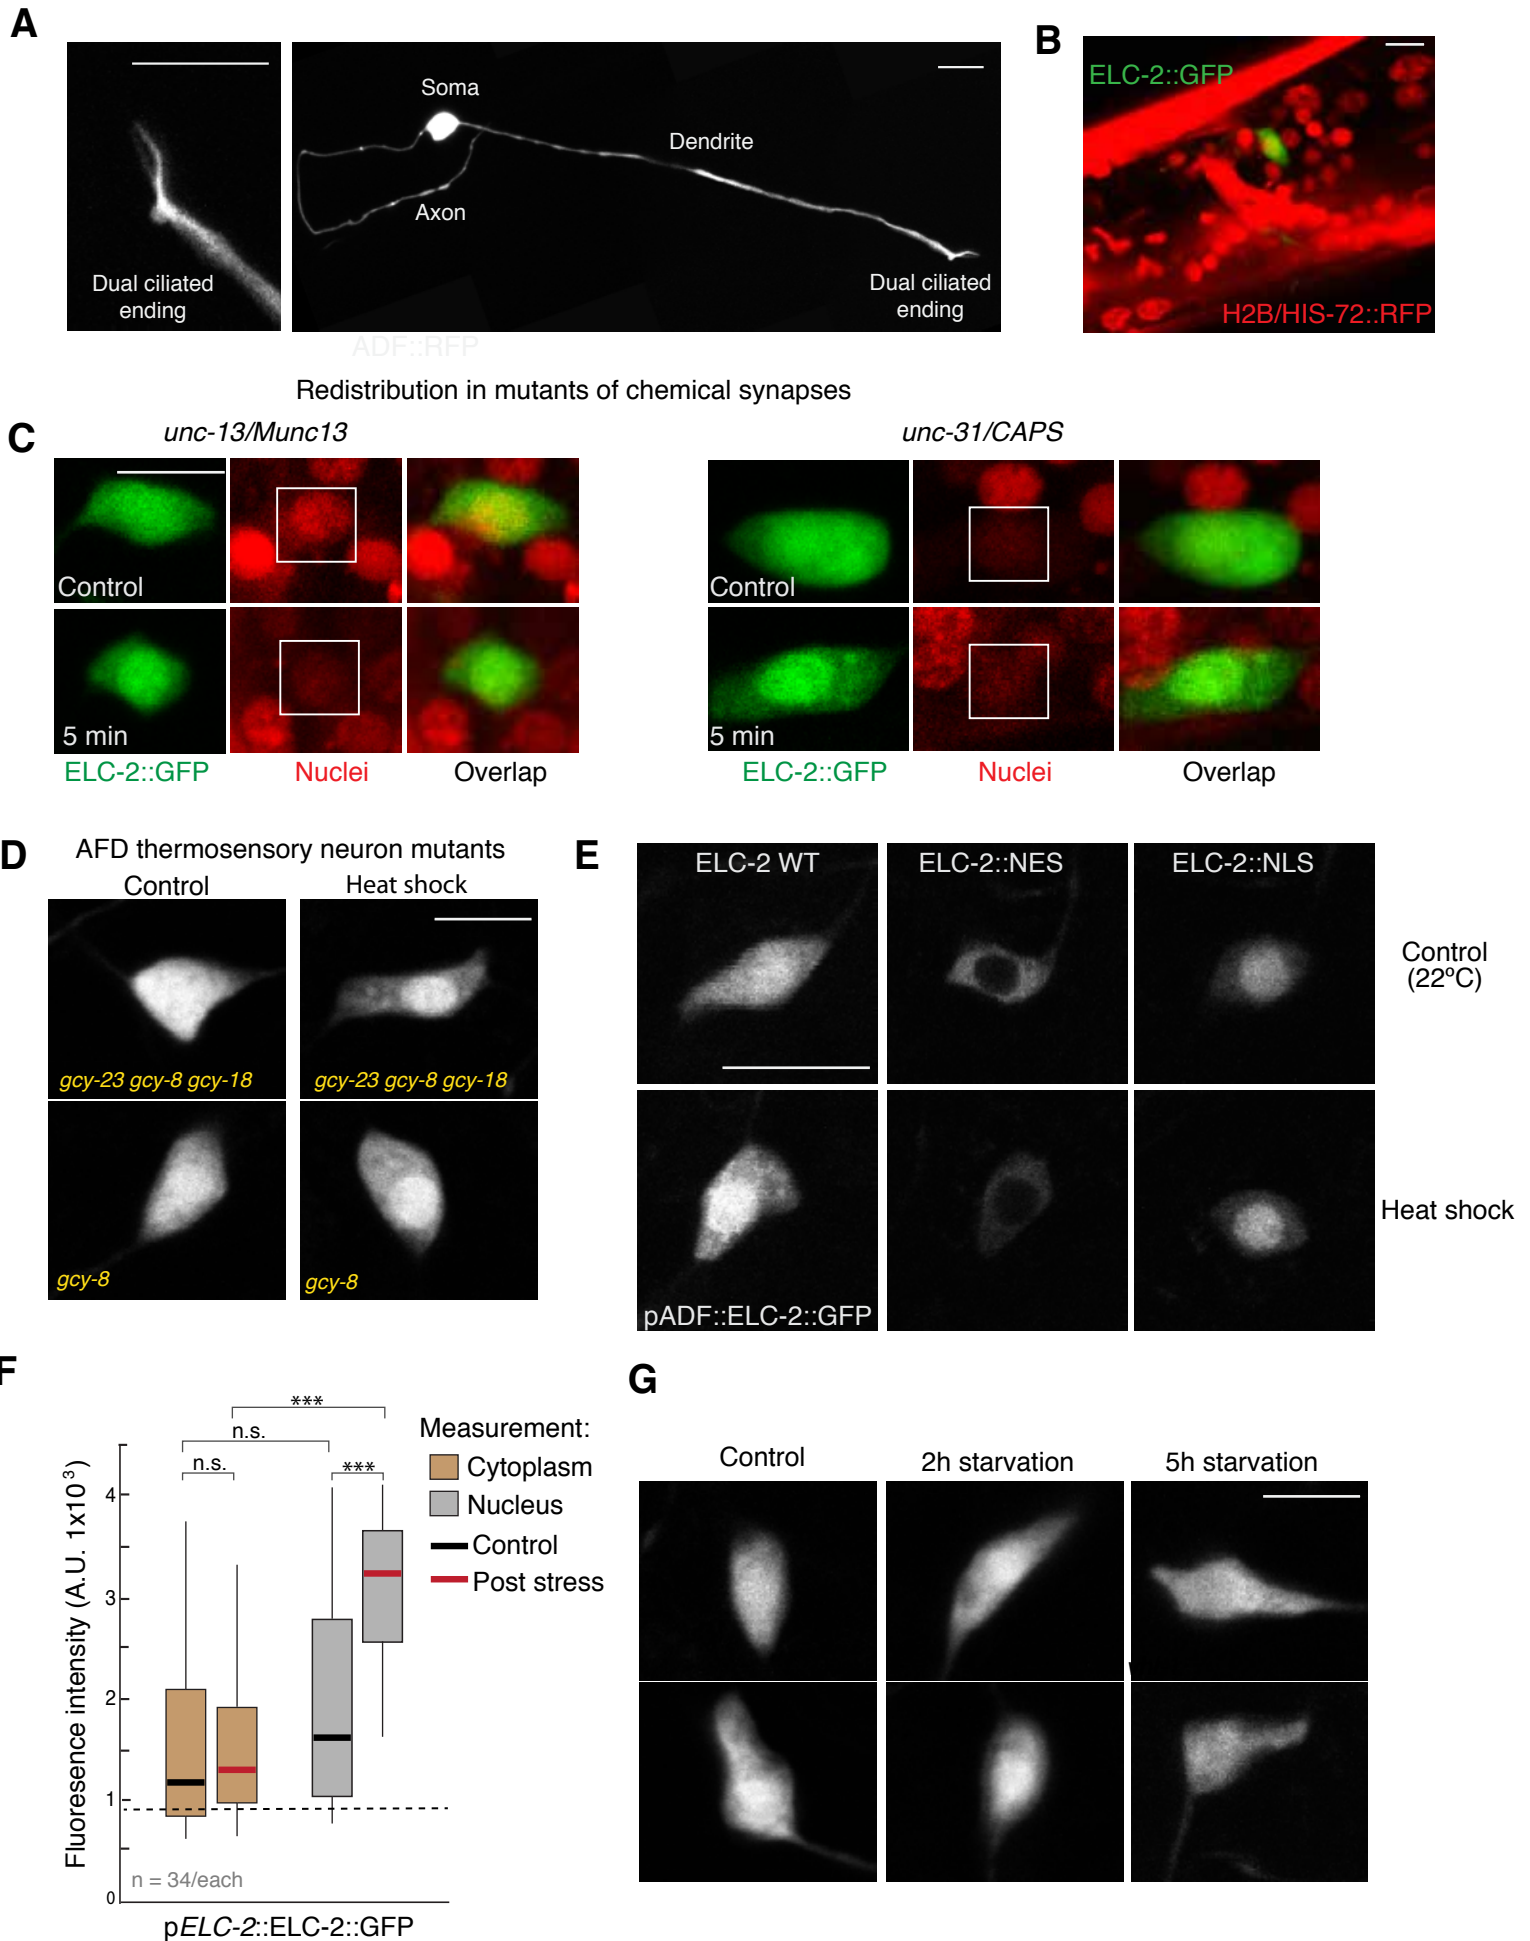 A
Soma
Dendrite
Axon
Dual ciliated
ending
Dual ciliated
ending
ADF::RFP
B
ELC-2::GFP
H2B/HIS-72::RFP
Redistribution in mutants of chemical synapses
C
unc-13/Munc13
unc-31/CAPS
Control
Control
5 min
5 min
ELC-2::GFP
Nuclei
Overlap
ELC-2::GFP
Nuclei
Overlap
D
AFD thermosensory neuron mutants
Control
Heat shock
gcy-23 gcy-8 gcy-18
gcy-23 gcy-8 gcy-18
gcy-8
gcy-8
E
ELC-2 WT
ELC-2::NES
ELC-2::NLS
Control
(22ºC)
Heat shock
pADF::ELC-2::GFP
F
***
n.s.
n.s.
***
Measurement:
Cytoplasm
Nucleus
Control
Post stress
Fluoresence intensity (A.U. 1x10³)
4
3
2
1
0
n = 34/each
pELC-2::ELC-2::GFP
G
Control
2h starvation
5h starvation